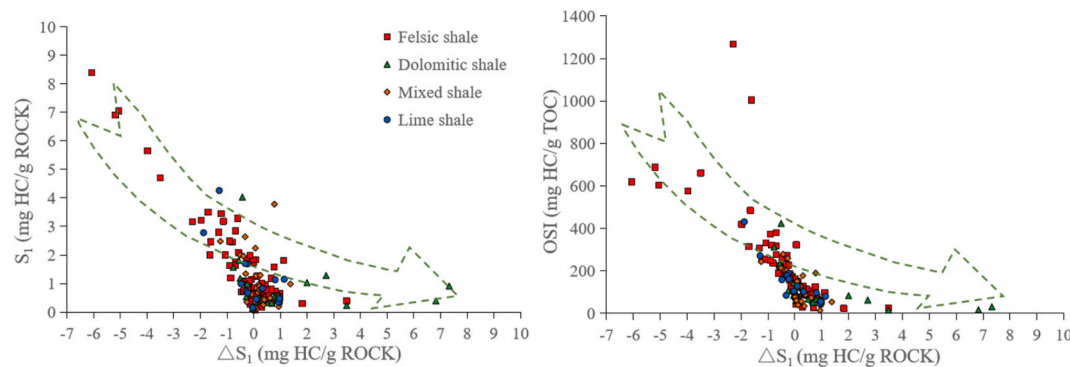 S₁ (mg HC/g ROCK)
10
9
8
7
6
5
4
3
2
1
0
-7 -6 -5 -4 -3 -2 -1 0 1 2 3 4 5 6 7 8 9 10
△S₁ (mg HC/g ROCK)
Felsic shale
Dolomitic shale
Mixed shale
Lime shale
OSI (mg HC/g TOC)
1400
1200
1000
800
600
400
200
0
-7 -6 -5 -4 -3 -2 -1 0 1 2 3 4 5 6 7 8 9 10
△S₁ (mg HC/g ROCK)